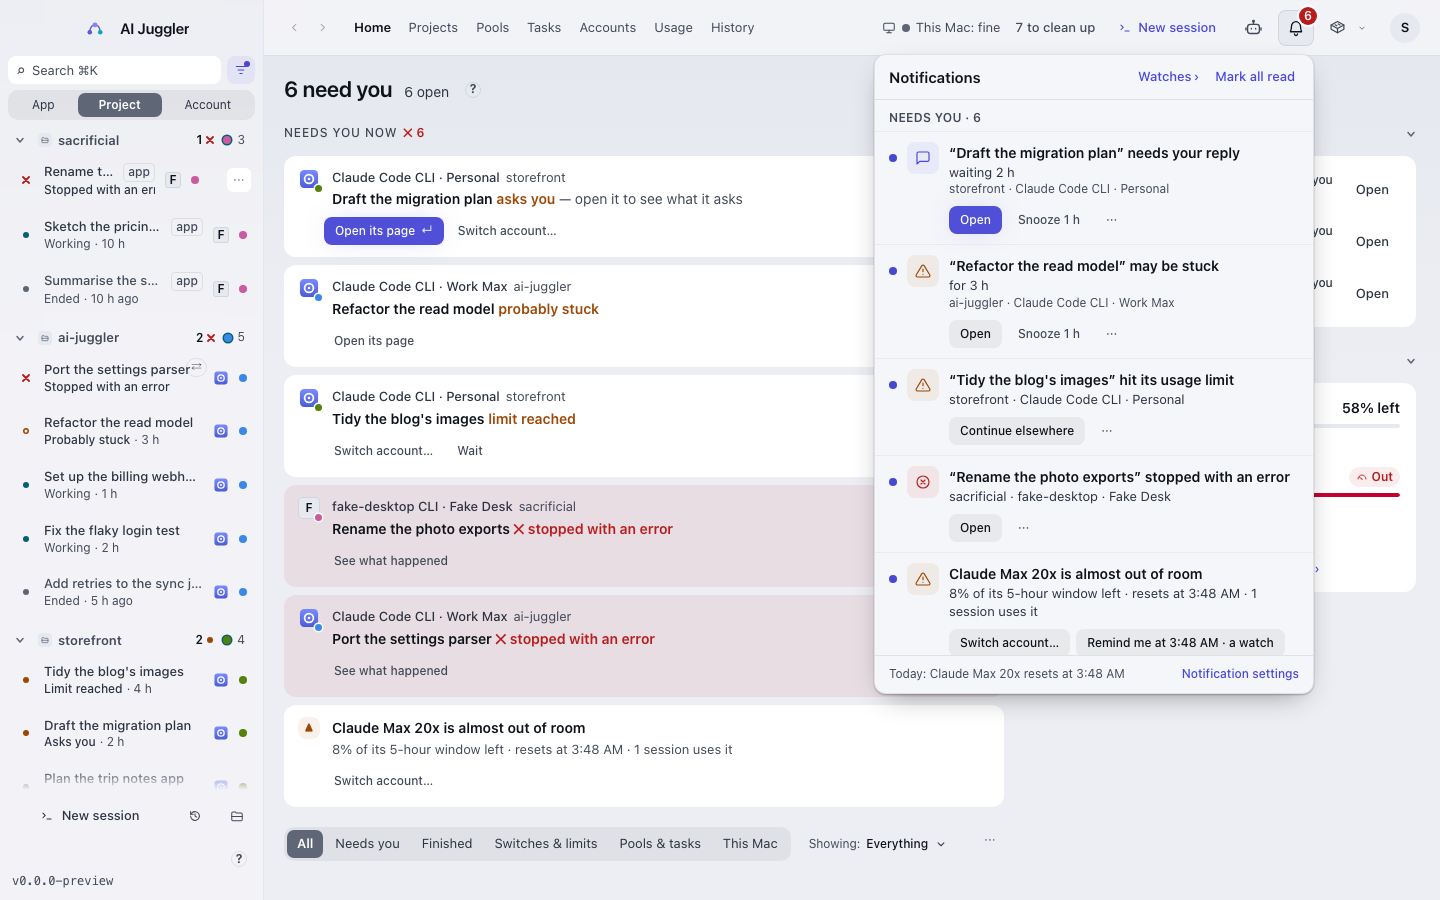 AI Juggler
Search ⌘K
App Project Account
sacrificial 1 3
Rename t... app F
Stopped with an err
Sketch the pricin... app F
Working · 10 h
Summarise the s... app F
Ended · 10 h ago
ai-juggler 2 5
Port the settings parser
Stopped with an error
Refactor the read model
Probably stuck · 3 h
Set up the billing webh...
Working · 1 h
Fix the flaky login test
Working · 2 h
Add retries to the sync j...
Ended · 5 h ago
storefront 2 4
Tidy the blog's images
Limit reached · 4 h
Draft the migration plan
Asks you · 2 h
Plan the trip notes app
New session
?
v0.0.0-preview
Home Projects Pools Tasks Accounts Usage History
This Mac: fine 7 to clean up New session 6 S
6 need you 6 open ?
NEEDS YOU NOW 6
Claude Code CLI · Personal storefront
Draft the migration plan asks you — open it to see what it asks
Open its page Switch account...
Claude Code CLI · Work Max ai-juggler
Refactor the read model probably stuck
Open its page
Claude Code CLI · Personal storefront
Tidy the blog's images limit reached
Switch account... Wait
F fake-desktop CLI · Fake Desk sacrificial
Rename the photo exports stopped with an error
See what happened
Claude Code CLI · Work Max ai-juggler
Port the settings parser stopped with an error
See what happened
Claude Max 20x is almost out of room
8% of its 5-hour window left · resets at 3:48 AM · 1 session uses it
Switch account...
All Needs you Finished Switches & limits Pools & tasks This Mac Showing: Everything ...
Notifications Watches › Mark all read
NEEDS YOU · 6
“Draft the migration plan” needs your reply
waiting 2 h
storefront · Claude Code CLI · Personal
Open Snooze 1 h ...
“Refactor the read model” may be stuck
for 3 h
ai-juggler · Claude Code CLI · Work Max
Open Snooze 1 h ...
“Tidy the blog's images” hit its usage limit
storefront · Claude Code CLI · Personal
Continue elsewhere ...
“Rename the photo exports” stopped with an error
sacrificial · fake-desktop · Fake Desk
Open ...
Claude Max 20x is almost out of room
8% of its 5-hour window left · resets at 3:48 AM · 1
session uses it
Switch account... Remind me at 3:48 AM · a watch
Today: Claude Max 20x resets at 3:48 AM Notification settings
you Open
you Open
you Open
58% left
Out
›